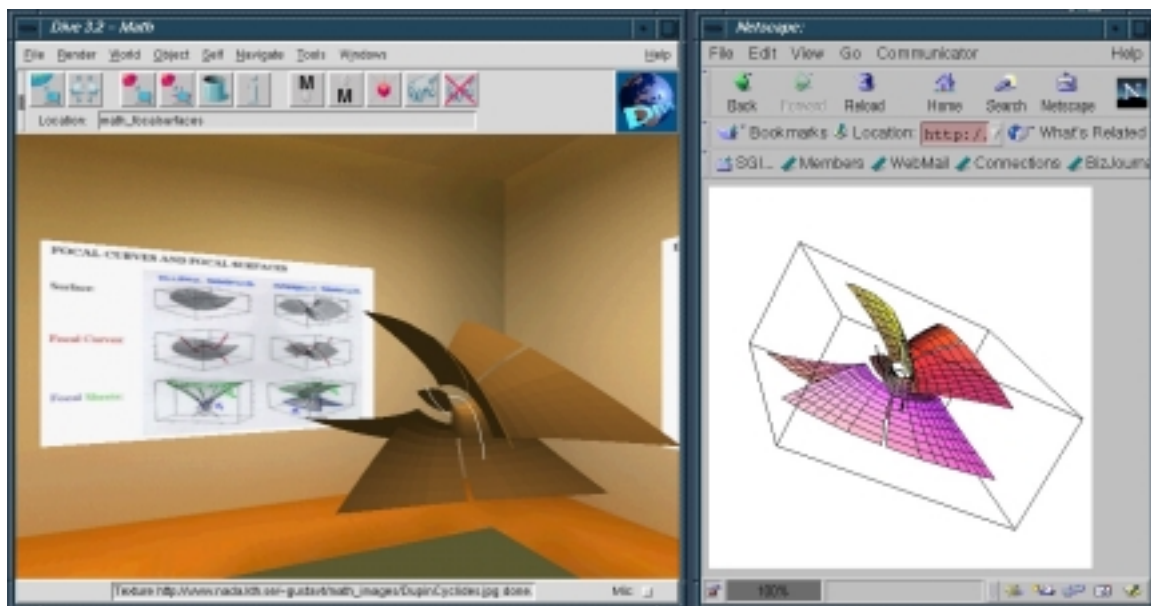 Dive 3.2 – Math
File Render World Object Self Navigate Tools Windows Help
M M
Location: math_focalsurfaces
FOCAL CURVES AND FOCAL SURFACES
Surface:
Focal Curves:
Focal Sheets:
Texture http://www.nada.kth.se/~gustavt/math_images/DupinCyclides.jpg done.
Mic
Netscape:
File Edit View Go Communicator Help
Back Forward Reload Home Search Netscape
N
Bookmarks Location: http:/ What's Related
SGI... Members WebMail Connections BizJourna
100%